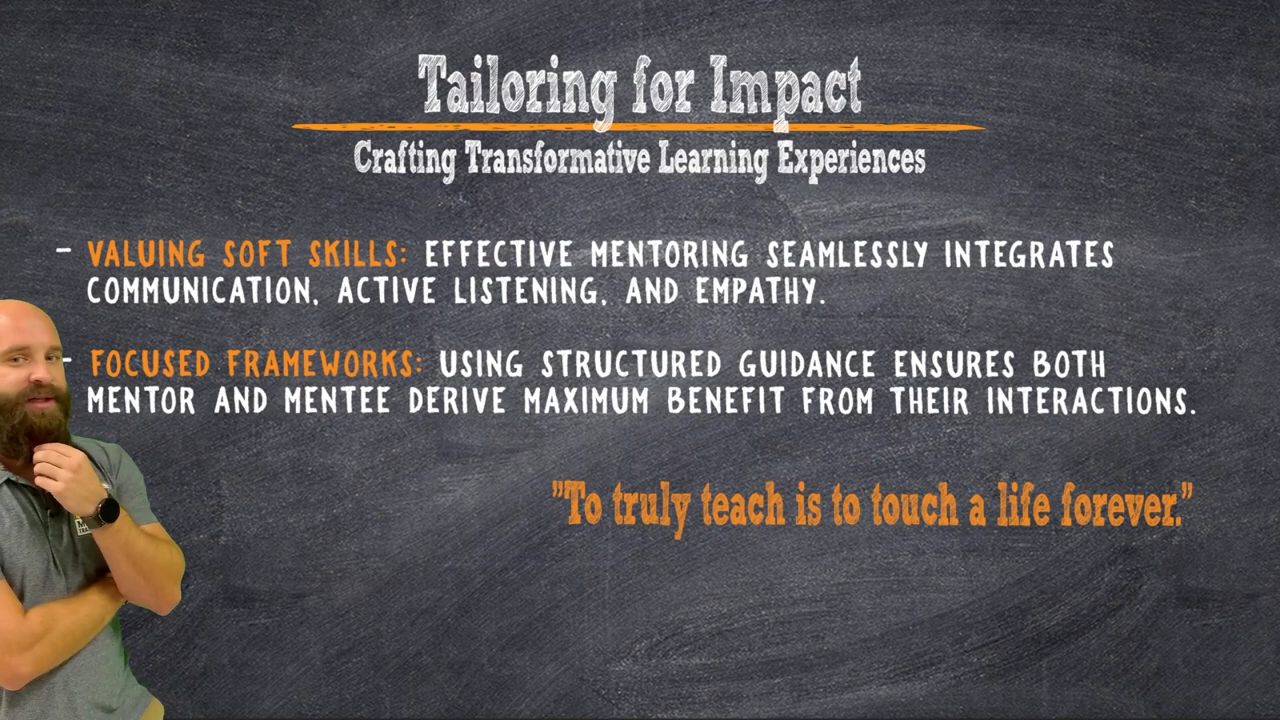 Tailoring for Impact
Crafting Transformative Learning Experiences
- VALUING SOFT SKILLS: EFFECTIVE MENTORING SEAMLESSLY INTEGRATES
COMMUNICATION, ACTIVE LISTENING, AND EMPATHY.
- FOCUSED FRAMEWORKS: USING STRUCTURED GUIDANCE ENSURES BOTH
MENTOR AND MENTEE DERIVE MAXIMUM BENEFIT FROM THEIR INTERACTIONS.
"To truly teach is to touch a life forever."